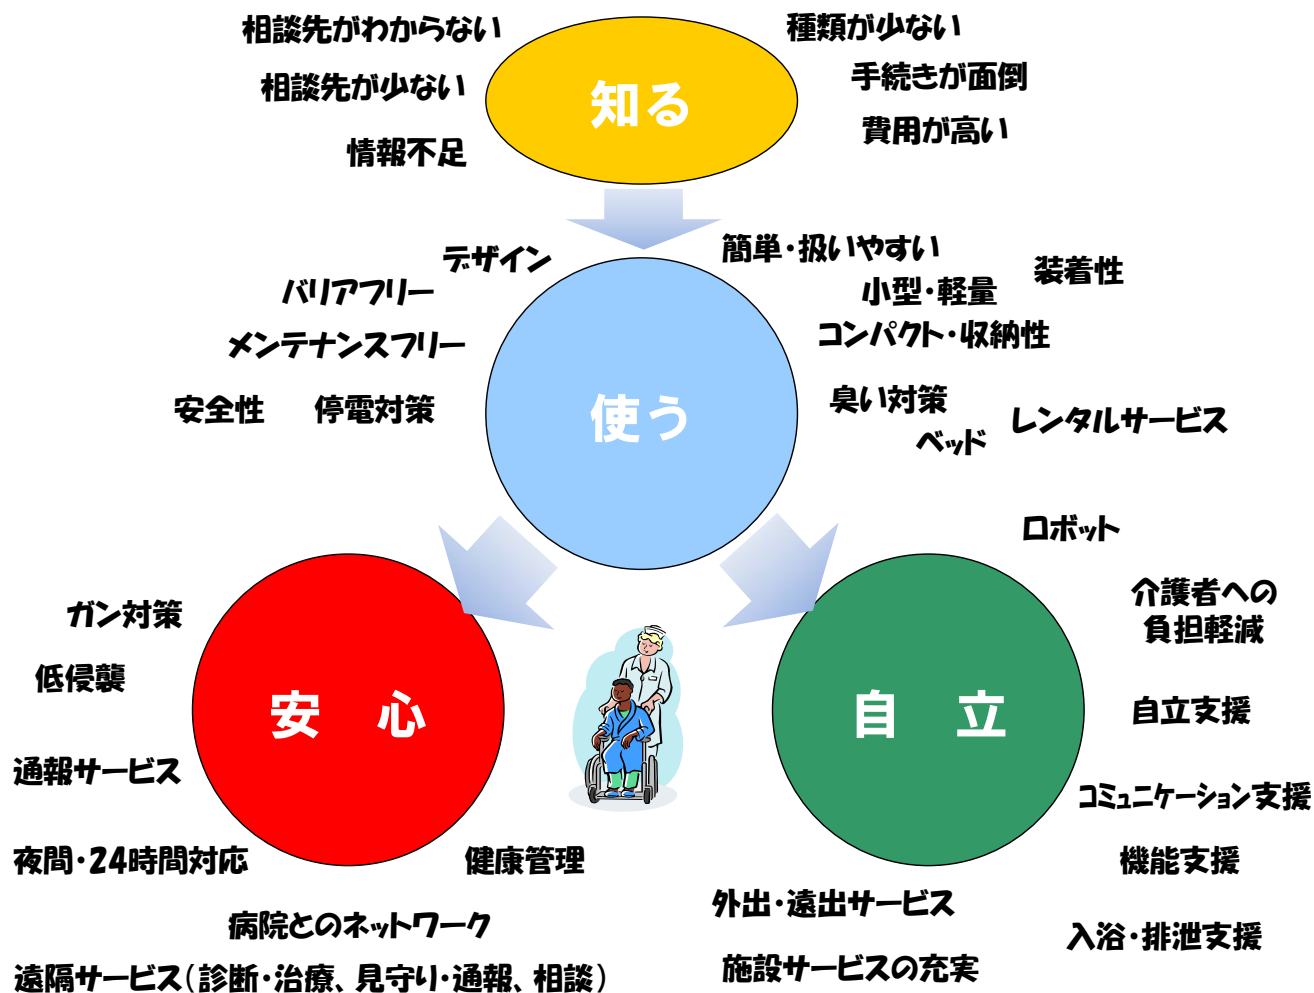 相談先がわからない
種類が少ない
相談先が少ない
手続きが面倒
知る
費用が高い
情報不足
デザイン
簡単・扱いやすい
装着性
バリアフリー
小型・軽量
メンテナンスフリー
コンパクト・収納性
安全性
停電対策
使う
臭い対策
レンタルサービス
ベッド
ロボット
ガン対策
介護者への
負担軽減
低侵襲
安　心
自　立
自立支援
通報サービス
コミュニケーション支援
夜間・24時間対応
健康管理
機能支援
外出・遠出サービス
病院とのネットワーク
入浴・排泄支援
遠隔サービス（診断・治療、見守り・通報、相談）
施設サービスの充実